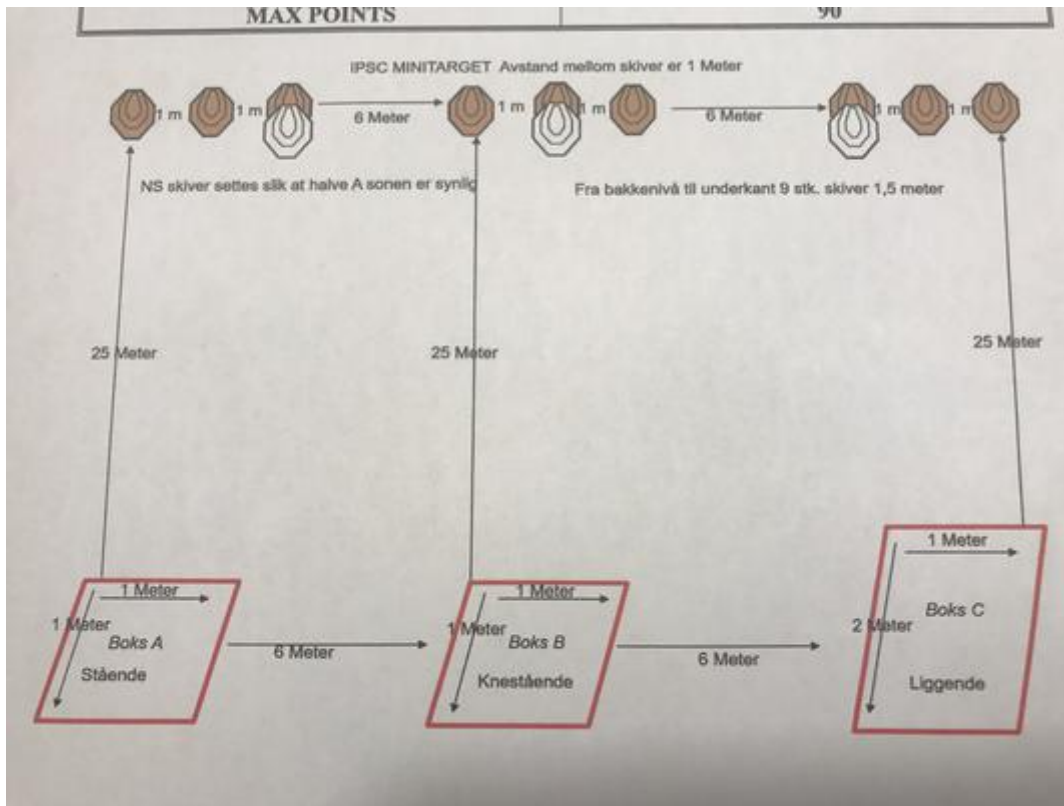 MAX POINTS 90
IPSC MINITARGET Avstand mellom skiver er 1 Meter
1 m 1 m 6 Meter 1 m 1 m 6 Meter 1 m 1 m
NS skiver settes slik at halve A sonen er synlig
Fra bakkenivå til underkant 9 stk. skiver 1,5 meter
25 Meter 25 Meter 25 Meter
1 Meter 1 Meter 1 Meter
1 Meter 1 Meter 2 Meter
Boks A Boks B Boks C
6 Meter 6 Meter
Stående Knestående Liggende